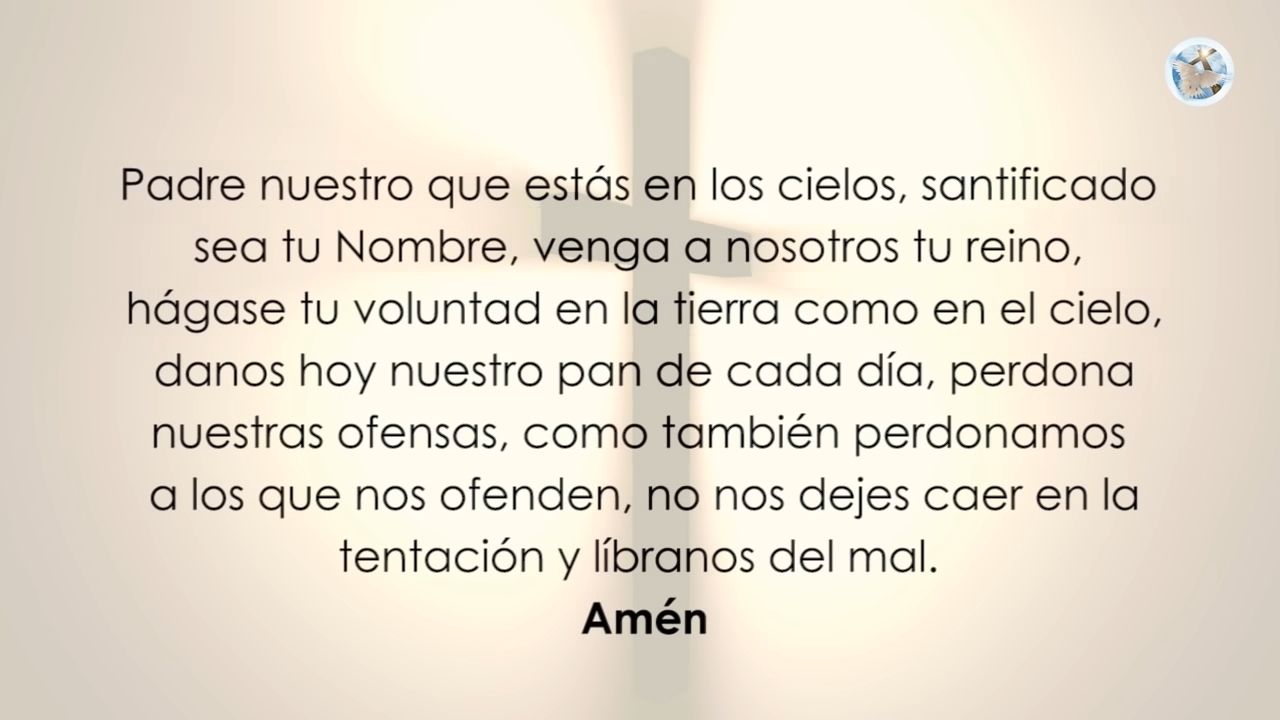 Padre nuestro que estás en los cielos, santificado
sea tu Nombre, venga a nosotros tu reino,
hágase tu voluntad en la tierra como en el cielo,
danos hoy nuestro pan de cada día, perdona
nuestras ofensas, como también perdonamos
a los que nos ofenden, no nos dejes caer en la
tentación y líbranos del mal.
Amén